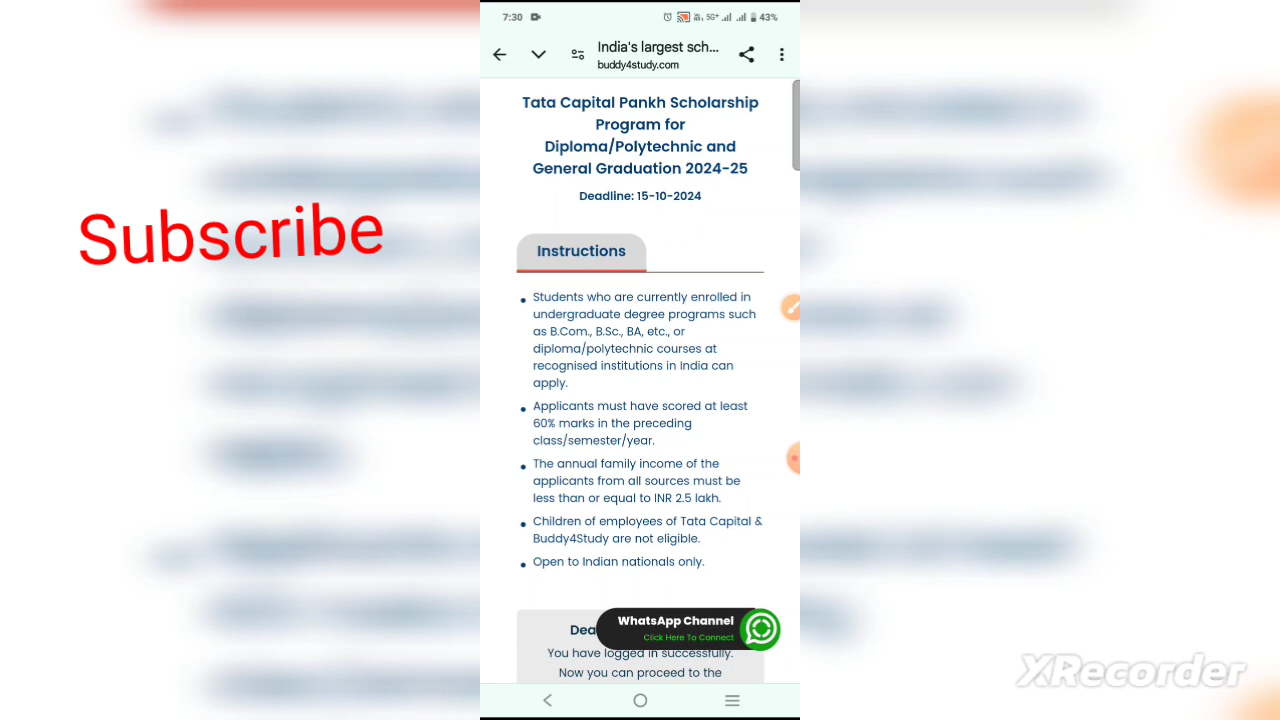 7:30
5G+
43%
India's largest sch...
buddy4study.com
Tata Capital Pankh Scholarship
Program for
Diploma/Polytechnic and
General Graduation 2024-25
Deadline: 15-10-2024
Subscribe
Instructions
• Students who are currently enrolled in
undergraduate degree programs such
as B.Com., B.Sc., BA, etc., or
diploma/polytechnic courses at
recognised institutions in India can
apply.
• Applicants must have scored at least
60% marks in the preceding
class/semester/year.
• The annual family income of the
applicants from all sources must be
less than or equal to INR 2.5 lakh.
• Children of employees of Tata Capital &
Buddy4Study are not eligible.
• Open to Indian nationals only.
WhatsApp Channel
Click Here To Connect
Dea
You have logged in successfully.
Now you can proceed to the
XRecorder